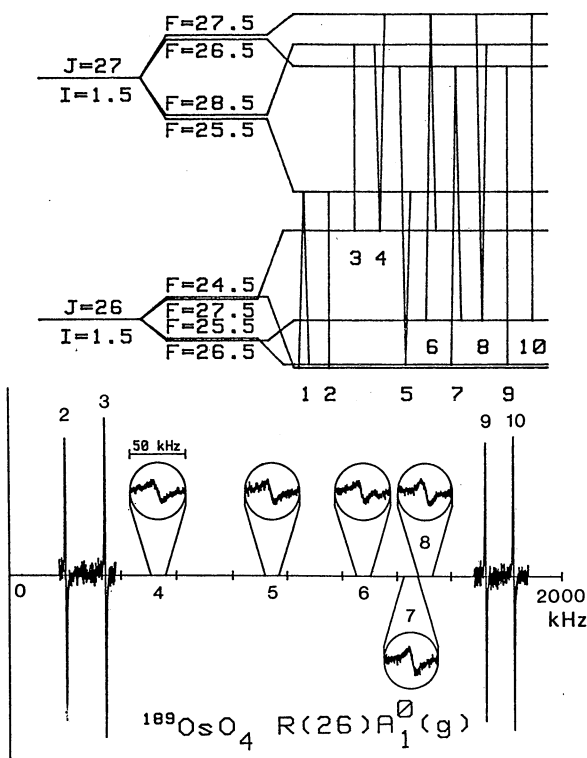 F=27.5
F=26.5
J=27
I=1.5
F=28.5
F=25.5
3 4
F=24.5
F=27.5
J=26
I=1.5
F=25.5
F=26.5
6 8 10
1 2 5 7 9
2 3 9 10
50 kHz
8
0 4 5 6 2000
kHz
7
¹⁸⁹OsO₄ R(26)A₁⁰(g)